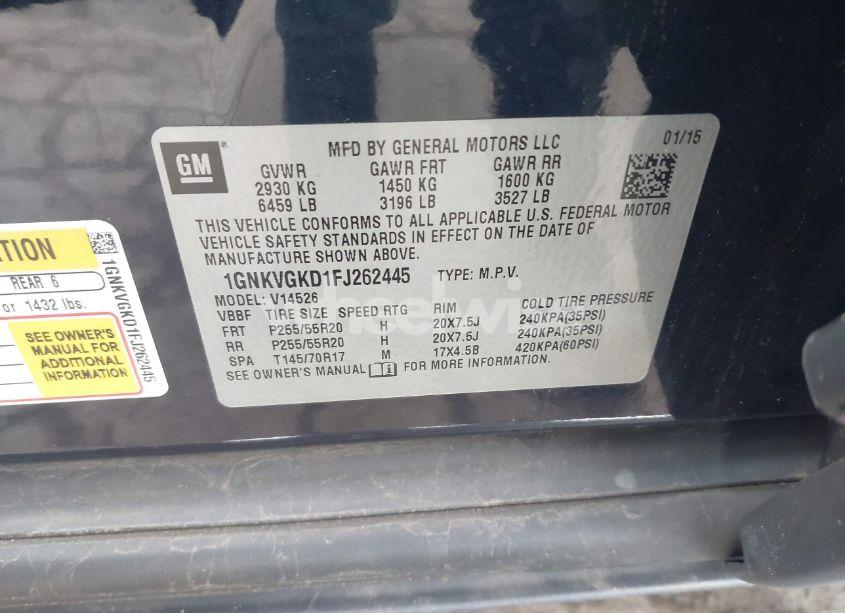 MFD BY GENERAL MOTORS LLC 01/15
GM
GVWR GAWR FRT GAWR RR
2930 KG 1450 KG 1600 KG
6459 LB 3196 LB 3527 LB
THIS VEHICLE CONFORMS TO ALL APPLICABLE U.S. FEDERAL MOTOR
VEHICLE SAFETY STANDARDS IN EFFECT ON THE DATE OF
MANUFACTURE SHOWN ABOVE.
1GNKVGKD1FJ262445 TYPE: M.P.V.
MODEL: V14526
VBBF TIRE SIZE SPEED RTG RIM COLD TIRE PRESSURE
FRT P255/55R20 H 20X7.5J 240KPA(35PSI)
RR P255/55R20 H 20X7.5J 240KPA(35PSI)
SPA T145/70R17 M 17X4.5B 420KPA(60PSI)
SEE OWNER'S MANUAL FOR MORE INFORMATION.
REAR 6
or 1432 lbs.
SEE OWNER'S
MANUAL FOR
ADDITIONAL
INFORMATION
1GNKVGKD1FJ262445